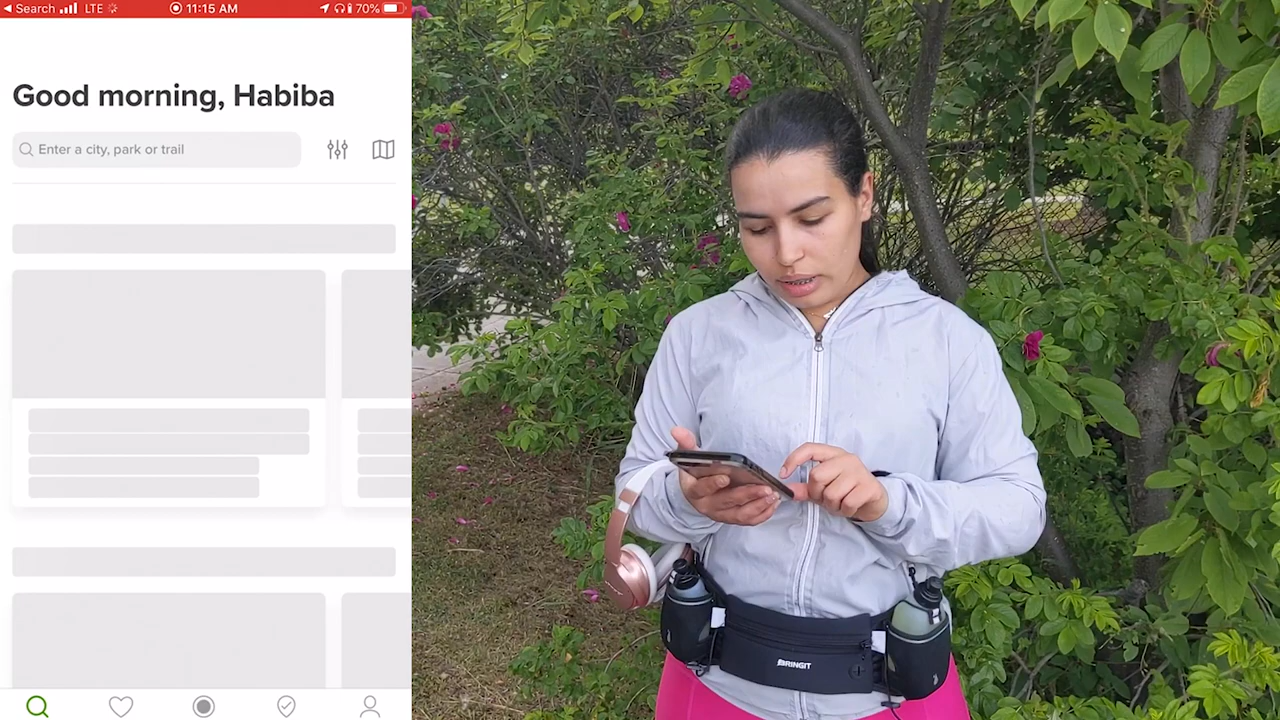 Search LTE 11:15 AM 70%
Good morning, Habiba
Enter a city, park or trail
BRINGIT